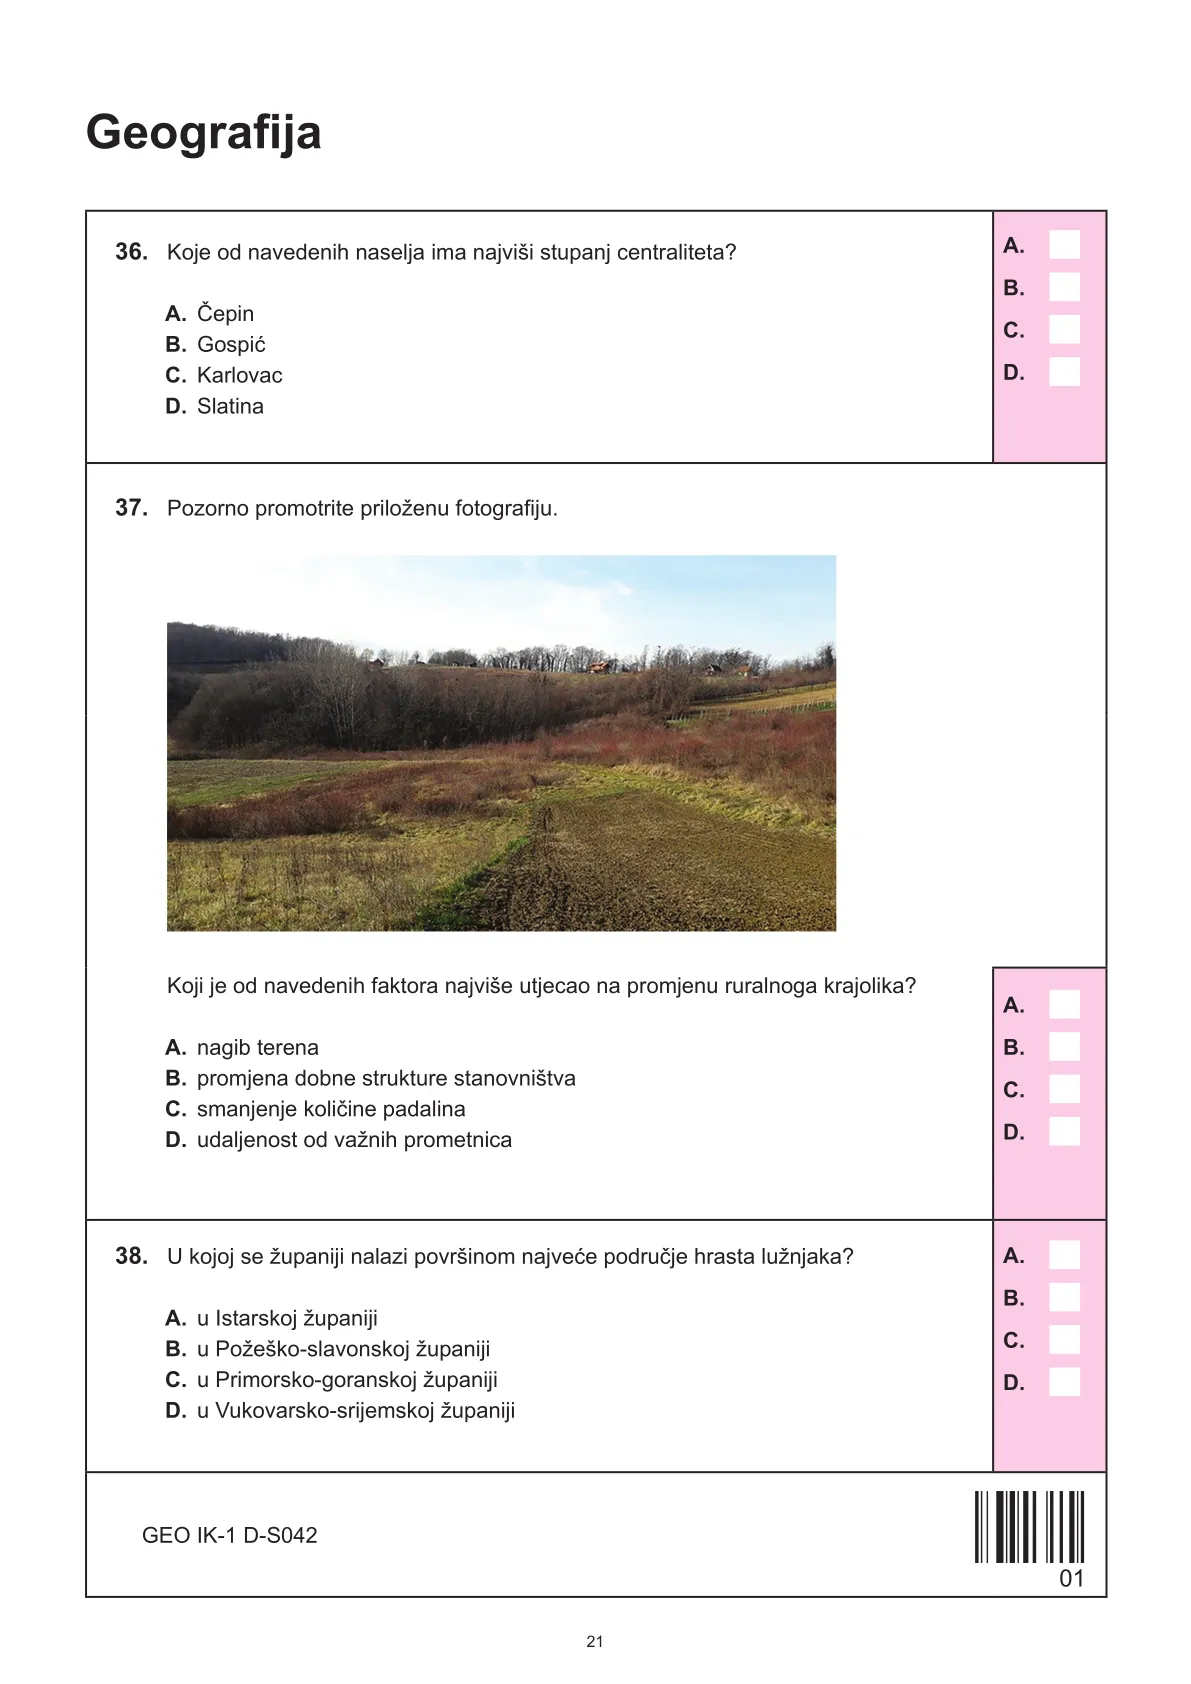 Geografija
36. Koje od navedenih naselja ima najviši stupanj centraliteta?
A. Čepin
B. Gospić
C. Karlovac
D. Slatina
A.
B.
C.
D.
37. Pozorno promotrite priloženu fotografiju.
Koji je od navedenih faktora najviše utjecao na promjenu ruralnoga krajolika?
A. nagib terena
B. promjena dobne strukture stanovništva
C. smanjenje količine padalina
D. udaljenost od važnih prometnica
A.
B.
C.
D.
38. U kojoj se županiji nalazi površinom najveće područje hrasta lužnjaka?
A. u Istarskoj županiji
B. u Požeško-slavonskoj županiji
C. u Primorsko-goranskoj županiji
D. u Vukovarsko-srijemskoj županiji
A.
B.
C.
D.
GEO IK-1 D-S042
01
21